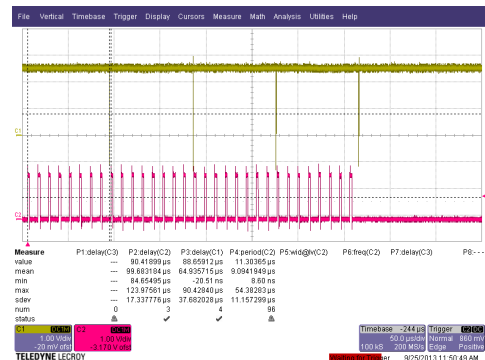 File Vertical Timebase Trigger Display Cursors Measure Math Analysis Utilities Help
C1
C2
Measure P1:delay(C3) P2:delay(C2) P3:delay(C1) P4:period(C2) P5:wid@lv(C2) P6:freq(C2) P7:delay(C2) P8:- - -
value --- 90.41899 µs 88.65912 µs 11.30365 µs
mean --- 99.683184 µs 64.935715 µs 9.0941949 µs
min --- 84.65495 µs -20.51 ns 8.60 ns
max --- 123.97561 µs 90.42840 µs 54.38283 µs
sdev --- 17.337776 µs 37.682028 µs 11.157299 µs
num 0 3 4 96
status
C1 DC1M C2 DC1M Timebase -244 µs Trigger C2 DC
1.00 V/div 1.00 V/div 50.0 µs/div Normal 860 mV
-20 mV ofst -3.170 V ofst 100 kS 200 MS/s Edge Positive
TELEDYNE LECROY Waiting for Trigger 9/25/2013 11:50:49 AM